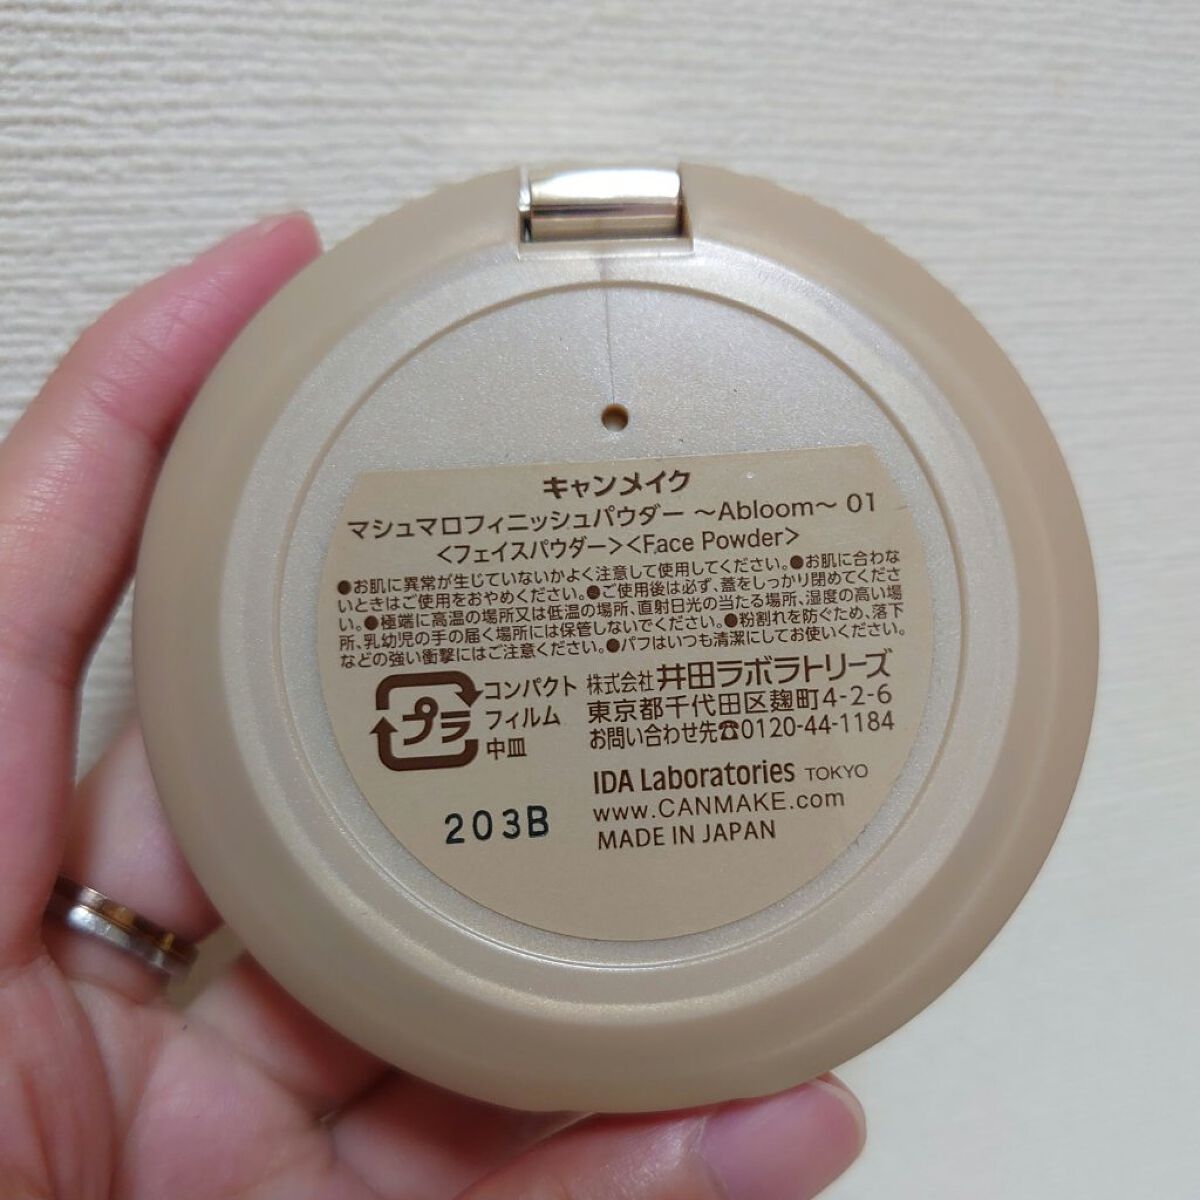 キャンメイク
マシュマロフィニッシュパウダー ～Abloom～ 01
<フェイスパウダー><Face Powder>
●お肌に異常が生じていないかよく注意して使用してください。●お肌に合わな
いときはご使用をおやめください。●ご使用後は必ず、蓋をしっかり閉めてくださ
い。●極端に高温の場所又は低温の場所、直射日光の当たる場所、湿度の高い場
所、乳幼児の手の届く場所には保管しないでください。●粉割れを防ぐため、落下
などの強い衝撃にはご注意ください。●パフはいつも清潔にしてお使いください。
プラ
コンパクト
フィルム
中皿
株式会社 井田ラボラトリーズ
東京都千代田区麹町4-2-6
お問い合わせ先☎0120-44-1184
IDA Laboratories TOKYO
www.CANMAKE.com
MADE IN JAPAN
203B